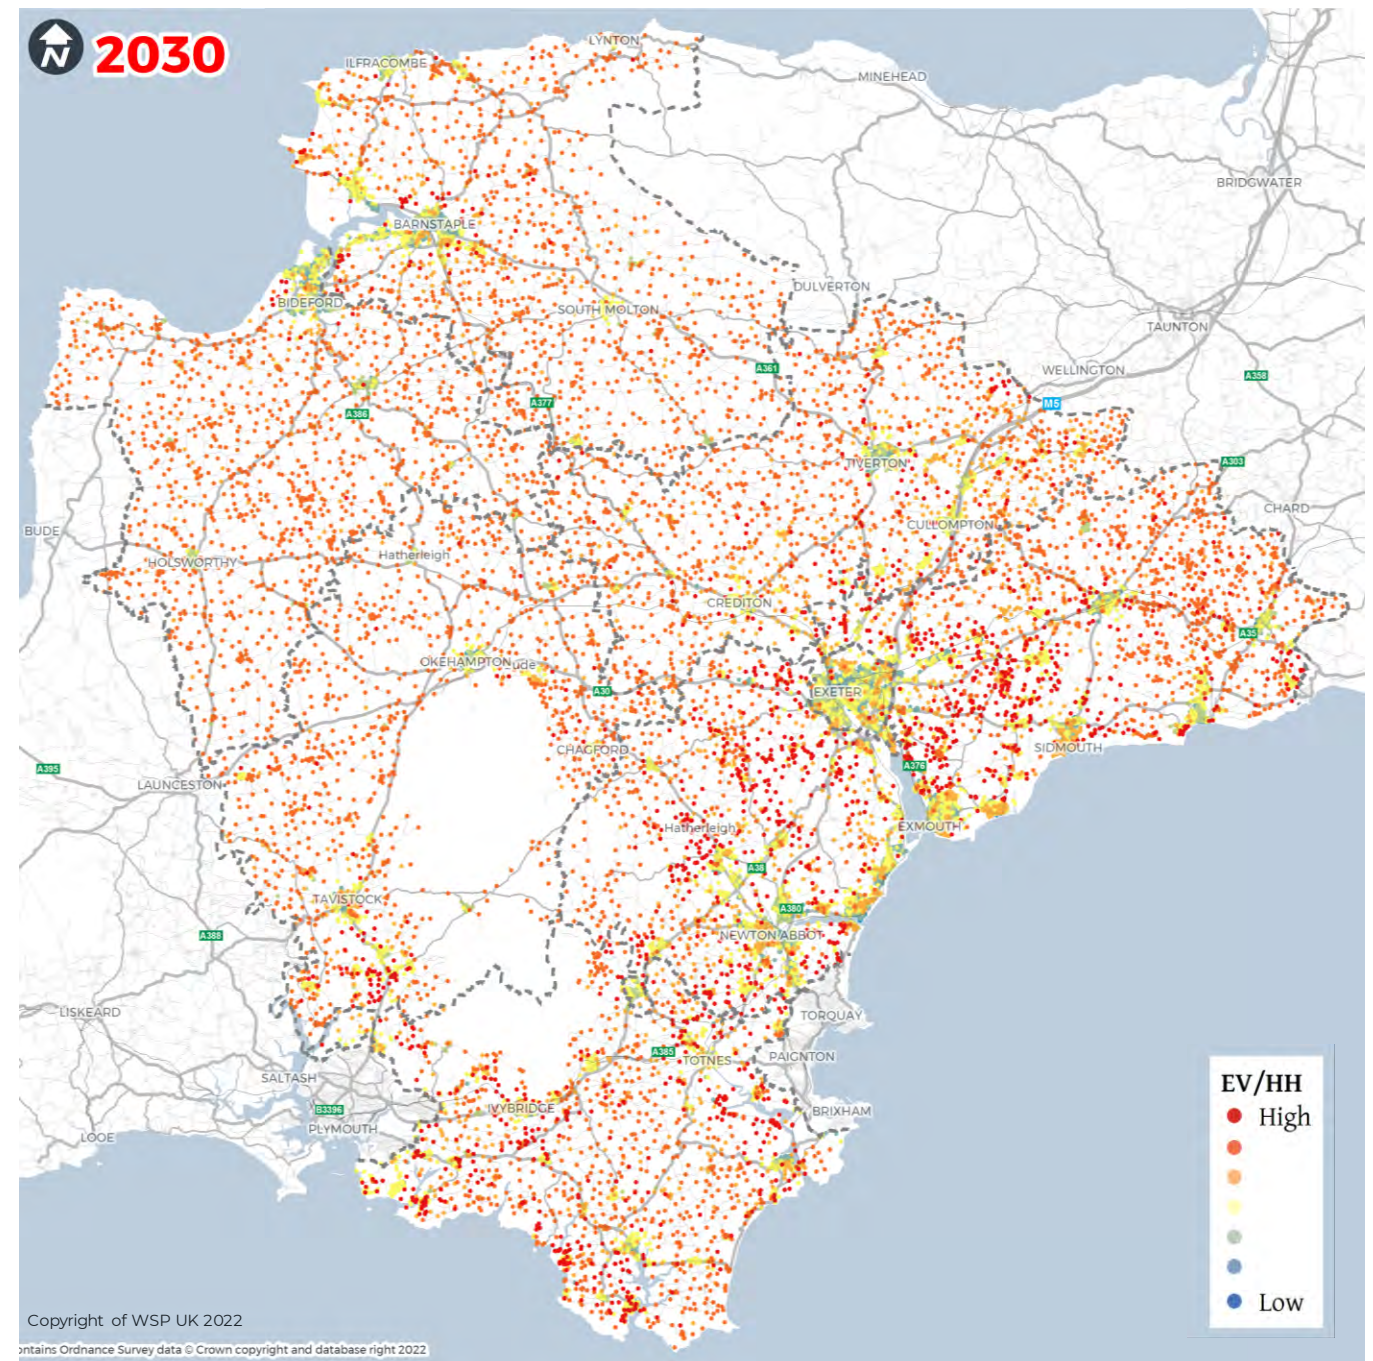 N
2030
LYNTON
ILFRACOMBE
MINEHEAD
BRIDGWATER
BARNSTAPLE
DULVERTON
BIDEFORD
SOUTH MOLTON
TAUNTON
A361
WELLINGTON
A358
A377
M5
A386
TIVERTON
A303
CHARD
BUDE
CULLOMPTON
Hatherleigh
HOLSWORTHY
CREDITON
A35
OKEHAMPTON
ude
A30
EXETER
CHAGFORD
SIDMOUTH
A395
LAUNCESTON
A376
Hatherleigh
EXMOUTH
A38
TAVISTOCK
A380
A388
NEWTON ABBOT
LISKEARD
TORQUAY
A385
TOTNES
PAIGNTON
SALTASH
IVYBRIDGE
B3396
BRIXHAM
PLYMOUTH
LOOE
EV/HH
High
Low
Copyright of WSP UK 2022
ontains Ordnance Survey data © Crown copyright and database right 2022